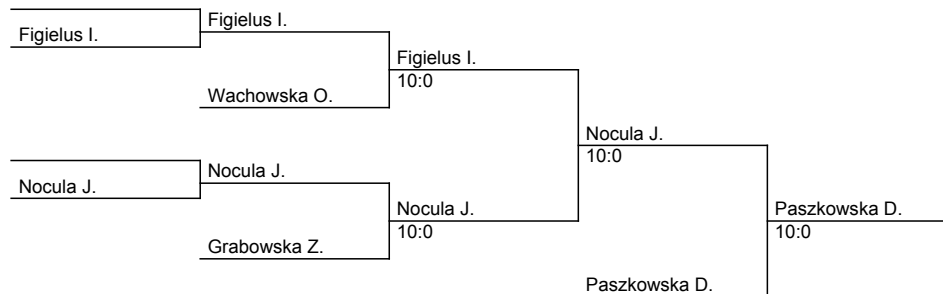 Figielus I.
Figielus I.
Figielus I.
10:0
Wachowska O.
Nocula J.
10:0
Nocula J.
Nocula J.
Nocula J.
10:0
Paszkowska D.
10:0
Grabowska Z.
Paszkowska D.